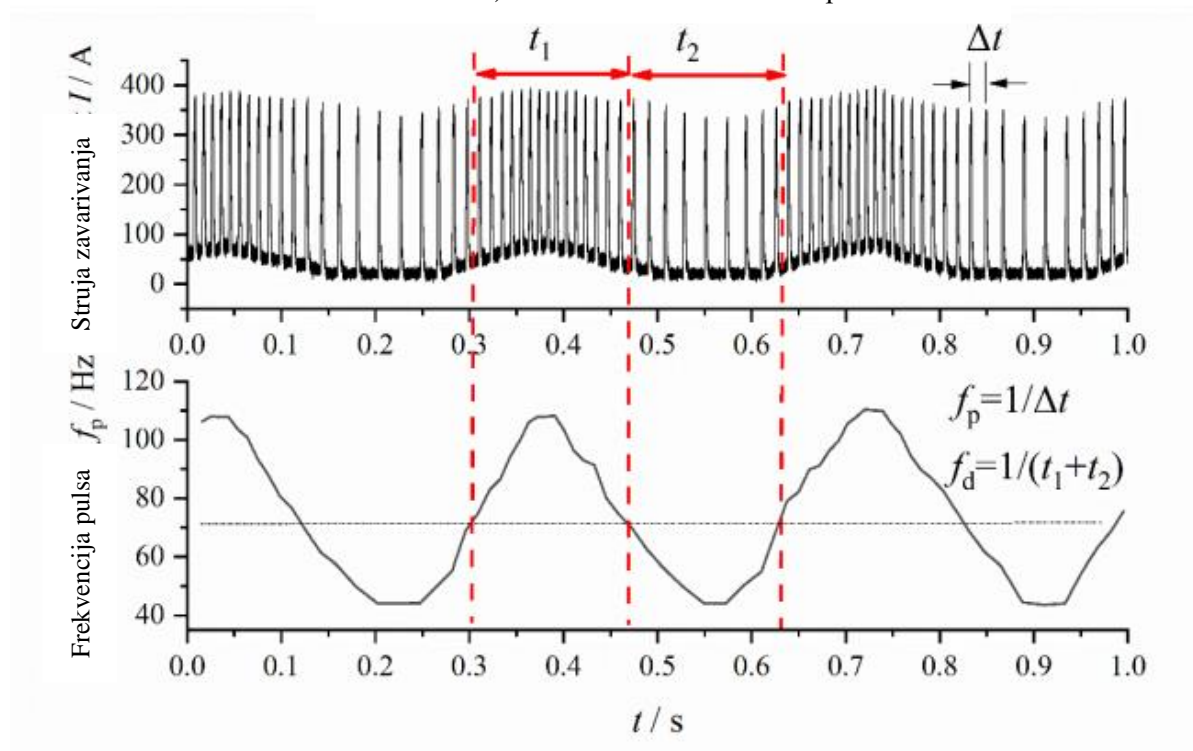 t₁ t₂ Δt
Struja zavarivanja : I / A
400
300
200
100
0
0.0 0.1 0.2 0.3 0.4 0.5 0.6 0.7 0.8 0.9 1.0
Frekvencija pulsa fₚ / Hz
120
100
80
60
40
fₚ=1/Δt
f_d=1/(t₁+t₂)
0.0 0.1 0.2 0.3 0.4 0.5 0.6 0.7 0.8 0.9 1.0
t / s